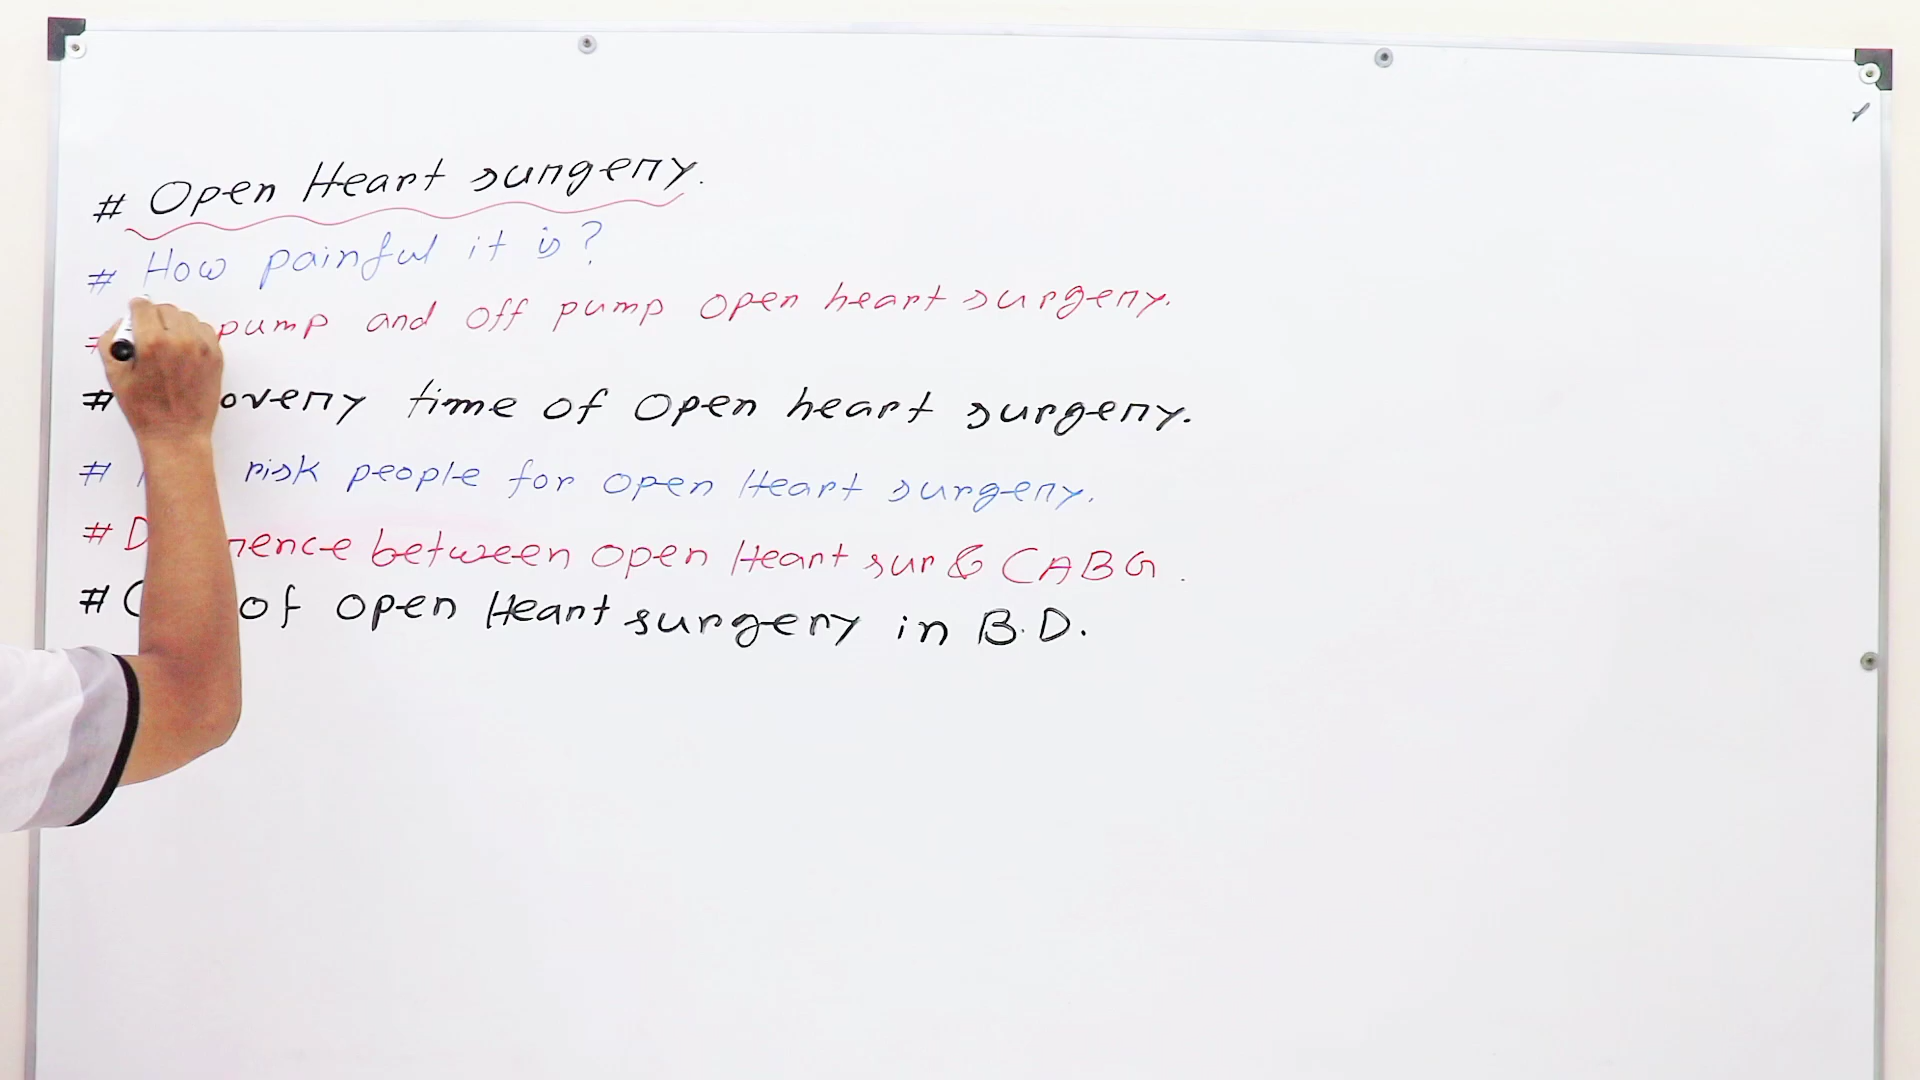 # Open Heart surgery.
# How painful it is?
# pump and off pump open heart surgery.
# overy time of open heart surgery.
# risk people for open Heart surgery.
# D rence between open Heart sur & CABG.
# C of open Heart surgery in B.D.